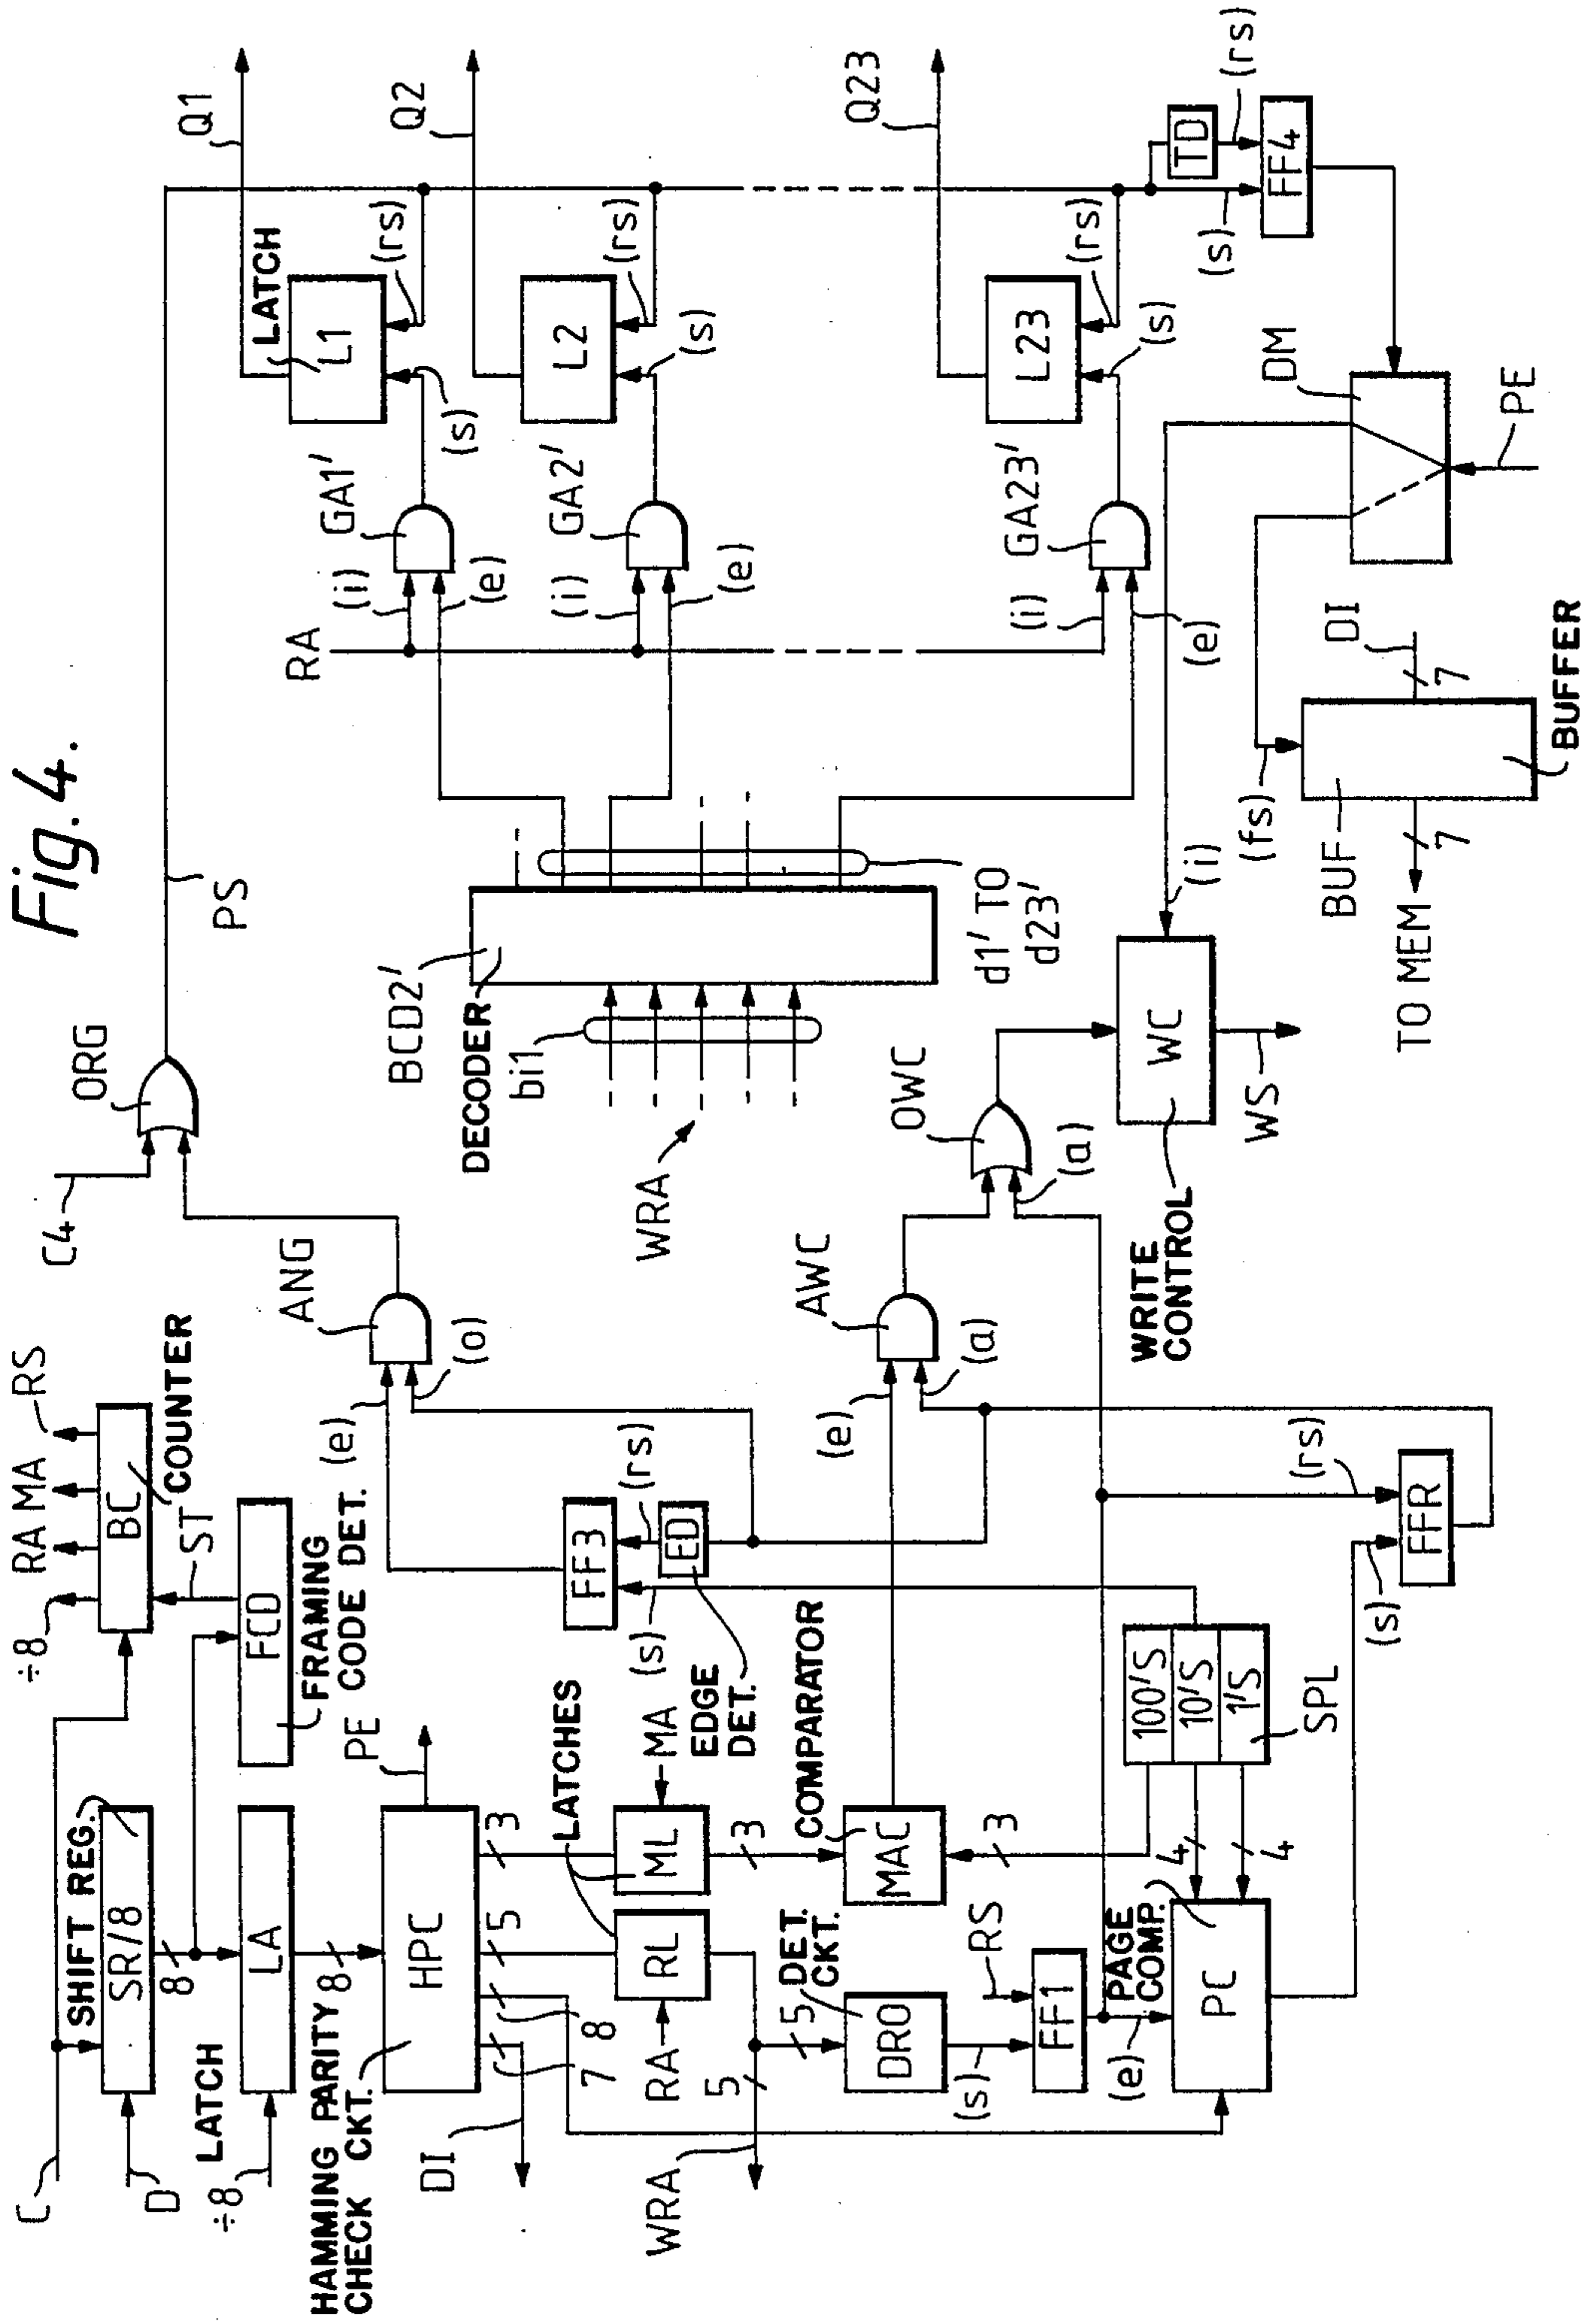 Fig. 4.
C
D
SHIFT REG.
SR/8
8
÷8
LATCH
LA
8
HAMMING PARITY
CHECK CKT.
HPC
PE
DI
7
8
5
3
FCD
FRAMING
CODE DET.
ST
÷8
RA
MA
RS
BC
COUNTER
LATCHES
RL
ML
RA
MA
WRA
5
5
3
DET.
CKT.
DRO
(s)
RS
FF1
(e)
COMPARATOR
MAC
3
PAGE
COMP.
PC
4
4
100'S
10'S
1'S
SPL
(s)
EDGE
DET.
ED
(rs)
FF3
(e)
(o)
ANG
C4
ORG
PS
(s)
(rs)
FFR
(e)
(a)
AWC
OWC
(a)
WRITE
CONTROL
WC
WS
(i)
WRA
bi1
DECODER
BCD2'
d1' TO
d23'
RA
(i)
(e)
GA1'
(s)
(rs)
LATCH
L1
Q1
(i)
(e)
GA2'
(s)
(rs)
L2
Q2
(i)
(e)
GA23'
(s)
(rs)
L23
Q23
TD
(rs)
(s)
FF4
DM
PE
(fs)
BUF
DI
7
BUFFER
7
TO MEM